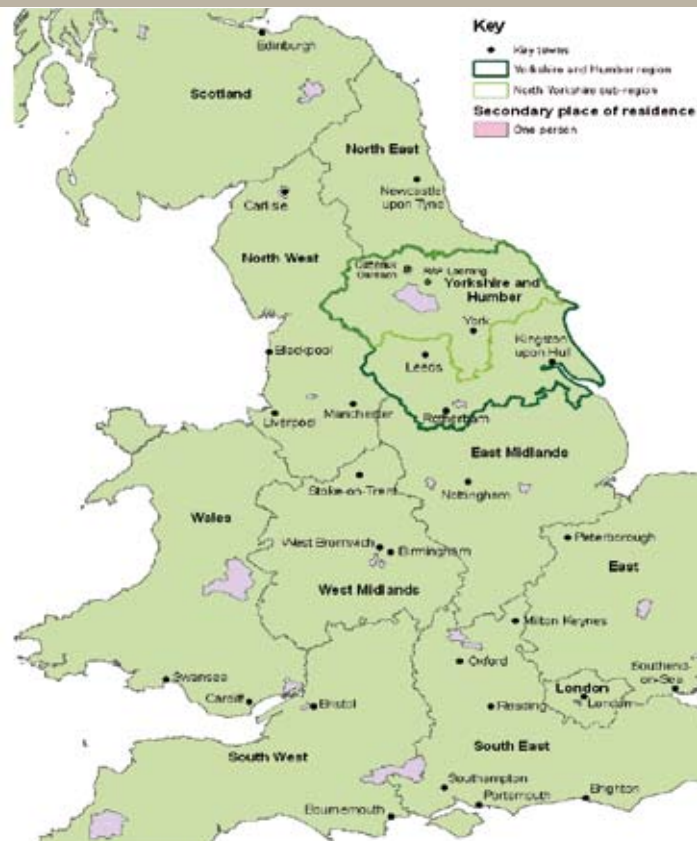 Key
Key towns
Yorkshire and Humber region
North Yorkshire sub-region
Secondary place of residence
One person
Edinburgh
Scotland
North East
Newcastle
upon Tyne
Carlise
North West
Catterick
Garrison
RAF Leeming
Yorkshire and
Humber
York
Kingston
upon Hull
Blackpool
Leeds
Manchester
Liverpool
Rotherham
East Midlands
Stoke-on-Trent
Nottingham
Wales
West Bromwich
Birmingham
Peterborough
East
West Midlands
Milton Keynes
Oxford
Swansea
Cardiff
Bristol
Reading
London
London
Southend
-on-Sea
South East
South West
Southampton
Portsmouth
Brighton
Bournemouth